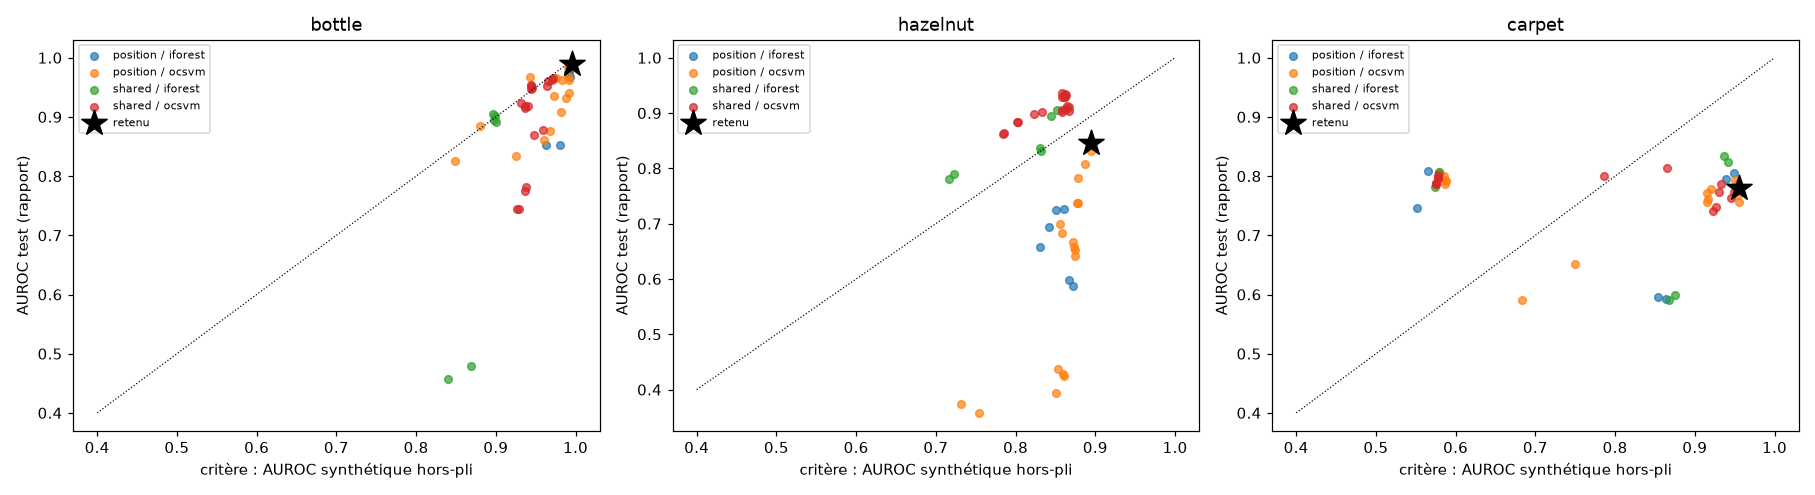 bottle
AUROC test (rapport)
1.0
0.9
0.8
0.7
0.6
0.5
0.4
position / iforest
position / ocsvm
shared / iforest
shared / ocsvm
retenu
0.4 0.5 0.6 0.7 0.8 0.9 1.0
critère : AUROC synthétique hors-pli
hazelnut
AUROC test (rapport)
1.0
0.9
0.8
0.7
0.6
0.5
0.4
position / iforest
position / ocsvm
shared / iforest
shared / ocsvm
retenu
0.4 0.5 0.6 0.7 0.8 0.9 1.0
critère : AUROC synthétique hors-pli
carpet
AUROC test (rapport)
1.0
0.9
0.8
0.7
0.6
0.5
0.4
position / iforest
position / ocsvm
shared / iforest
shared / ocsvm
retenu
0.4 0.5 0.6 0.7 0.8 0.9 1.0
critère : AUROC synthétique hors-pli